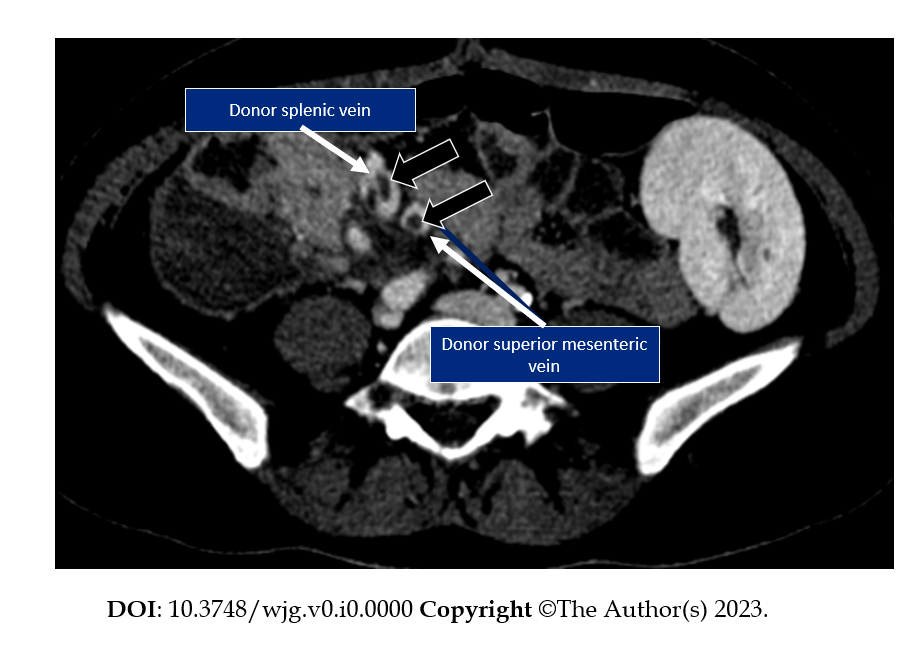 Donor splenic vein
Donor superior mesenteric
vein
DOI: 10.3748/wjg.v0.i0.0000 Copyright ©The Author(s) 2023.